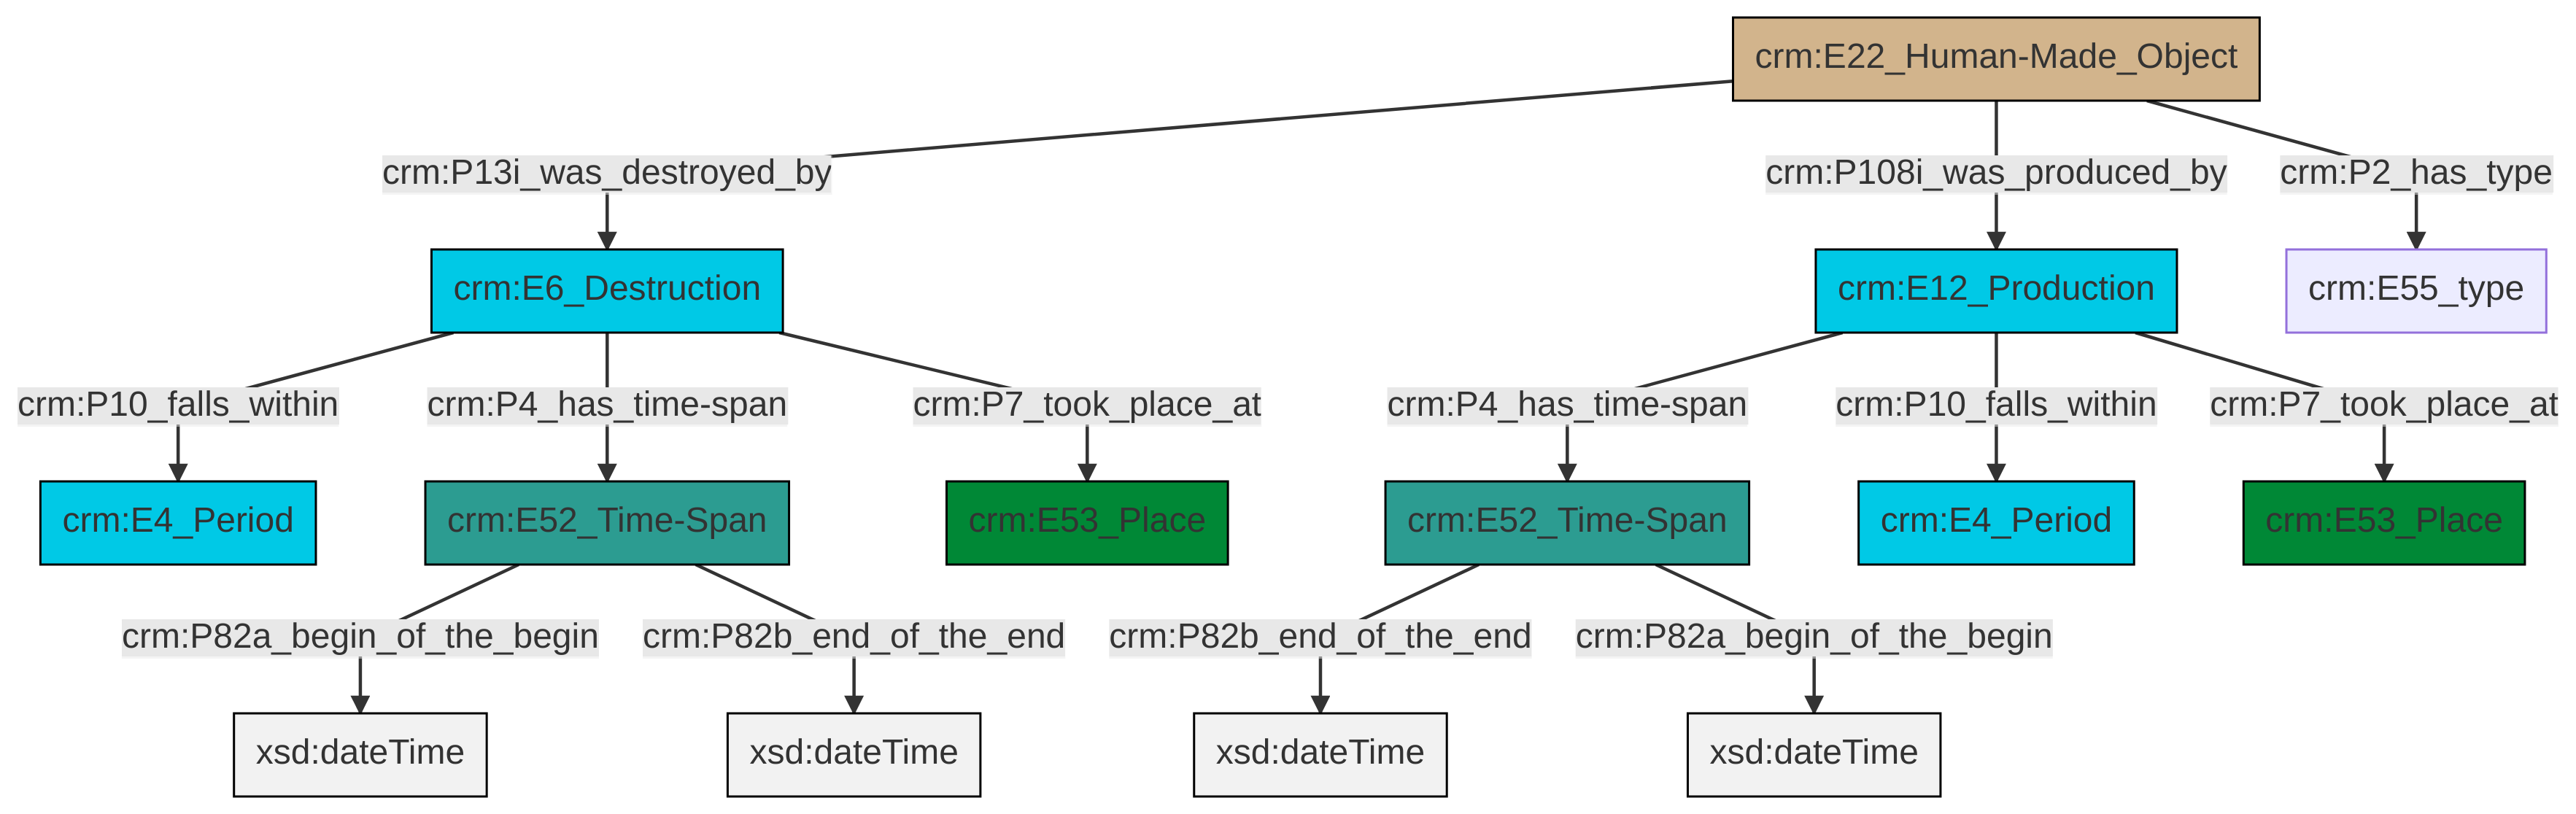 crm:E22_Human-Made_Object
crm:P13i_was_destroyed_by
crm:P108i_was_produced_by
crm:P2_has_type
crm:E6_Destruction
crm:E12_Production
crm:E55_type
crm:P10_falls_within
crm:P4_has_time-span
crm:P7_took_place_at
crm:P4_has_time-span
crm:P10_falls_within
crm:P7_took_place_at
crm:E4_Period
crm:E52_Time-Span
crm:E53_Place
crm:E52_Time-Span
crm:E4_Period
crm:E53_Place
crm:P82a_begin_of_the_begin
crm:P82b_end_of_the_end
crm:P82b_end_of_the_end
crm:P82a_begin_of_the_begin
xsd:dateTime
xsd:dateTime
xsd:dateTime
xsd:dateTime